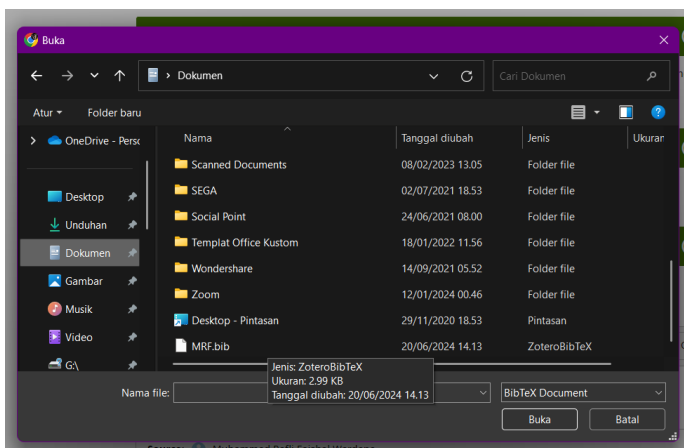 Buka
Dokumen
Cari Dokumen
Atur
Folder baru
OneDrive - Perso
Nama
Tanggal diubah
Jenis
Ukuran
Scanned Documents 08/02/2023 13.05 Folder file
SEGA 02/07/2021 18.53 Folder file
Desktop
Social Point 24/06/2021 08.00 Folder file
Unduhan
Templat Office Kustom 18/01/2022 11.56 Folder file
Dokumen
Wondershare 14/09/2021 05.52 Folder file
Gambar
Zoom 12/01/2024 00.46 Folder file
Musik
Desktop - Pintasan 29/11/2020 18.53 Pintasan
Video
MRF.bib 20/06/2024 14.13 ZoteroBibTeX
G:\
Jenis: ZoteroBibTeX
Ukuran: 2.99 KB
Tanggal diubah: 20/06/2024 14.13
Nama file:
BibTeX Document
Buka
Batal